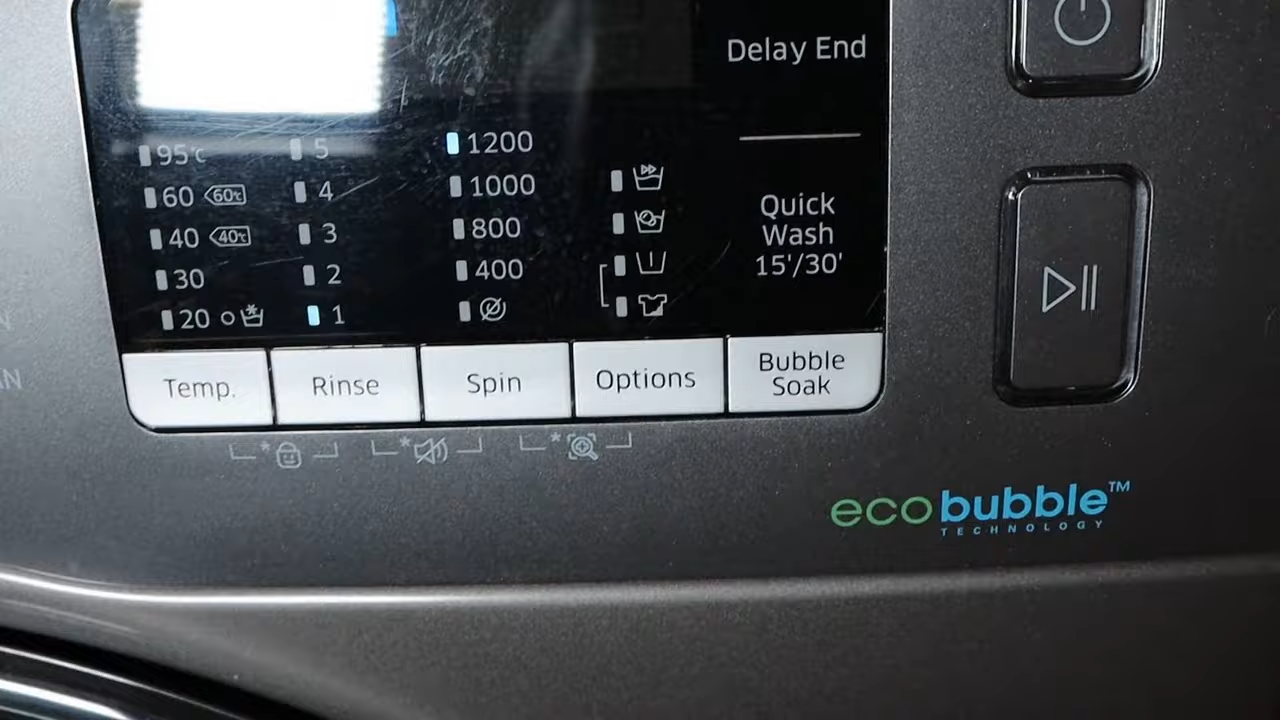 Delay End
95℃ 5 1200
60 60℃ 4 1000
40 40℃ 3 800
30 2 400
20 1
Quick
Wash
15'/30'
Temp.
Rinse
Spin
Options
Bubble
Soak
* * *
ecobubble™
TECHNOLOGY